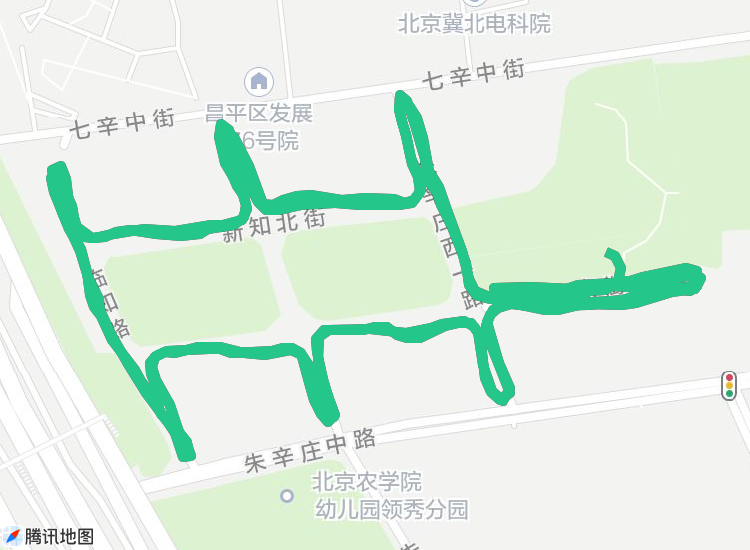 北京冀北电科院
七辛中街
七辛中街
昌平区发展
76号院
新知北街
庄西一路
朱辛庄中路
北京农学院
幼儿园领秀分园
腾讯地图